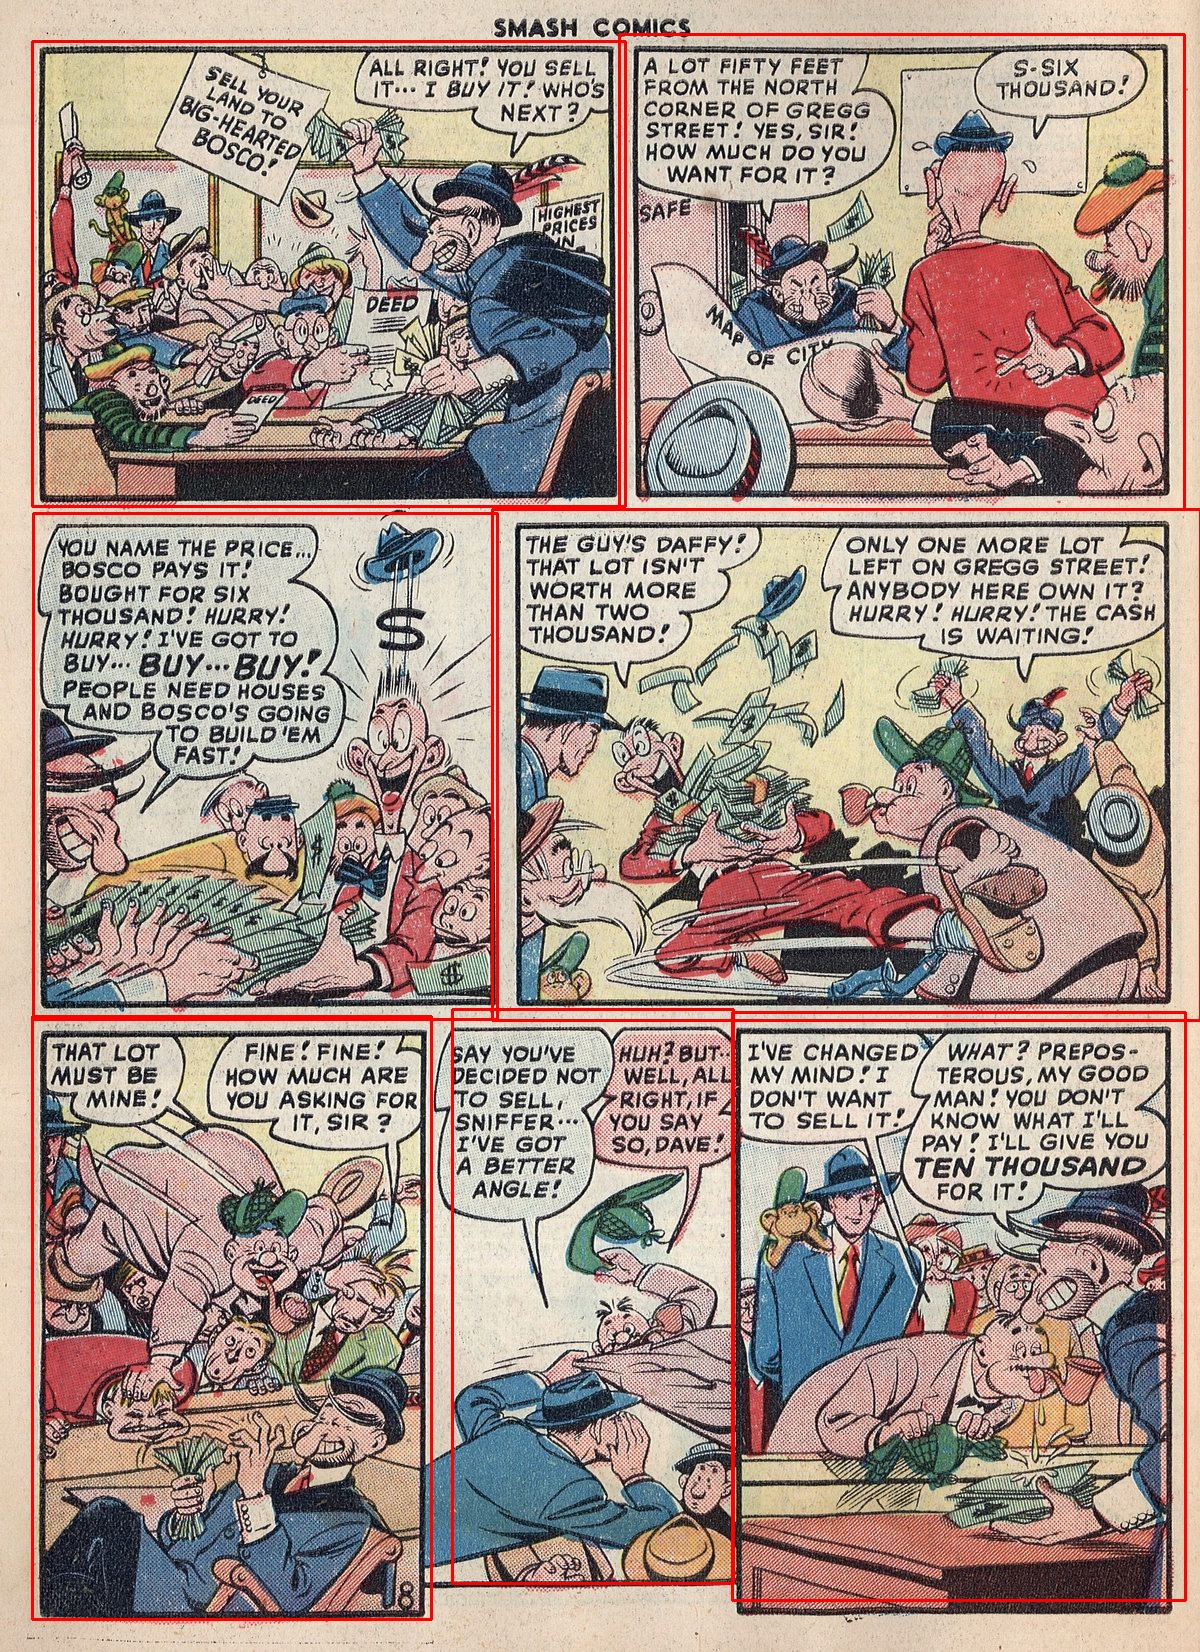 SMASH COMICS
SELL YOUR
LAND TO
BIG-HEARTED
BOSCO!
ALL RIGHT! YOU SELL
IT... I BUY IT! WHO'S
NEXT?
HIGHEST
PRICES
IN
DEED
DEED
A LOT FIFTY FEET
FROM THE NORTH
CORNER OF GREGG
STREET! YES, SIR!
HOW MUCH DO YOU
WANT FOR IT?
S-SIX
THOUSAND!
SAFE
MAP OF CITY
YOU NAME THE PRICE...
BOSCO PAYS IT!
BOUGHT FOR SIX
THOUSAND! HURRY!
HURRY! I'VE GOT TO
BUY... BUY... BUY!
PEOPLE NEED HOUSES
AND BOSCO'S GOING
TO BUILD 'EM
FAST!
$
THE GUY'S DAFFY!
THAT LOT ISN'T
WORTH MORE
THAN TWO
THOUSAND!
ONLY ONE MORE LOT
LEFT ON GREGG STREET!
ANYBODY HERE OWN IT?
HURRY! HURRY! THE CASH
IS WAITING!
THAT LOT
MUST BE
MINE!
FINE! FINE!
HOW MUCH ARE
YOU ASKING FOR
IT, SIR?
8
SAY YOU'VE
DECIDED NOT
TO SELL,
SNIFFER...
I'VE GOT
A BETTER
ANGLE!
HUH? BUT..
WELL, ALL
RIGHT, IF
YOU SAY
SO, DAVE!
I'VE CHANGED
MY MIND! I
DON'T WANT
TO SELL IT!
WHAT? PREPOS-
TEROUS, MY GOOD
MAN! YOU DON'T
KNOW WHAT I'LL
PAY! I'LL GIVE YOU
TEN THOUSAND
FOR IT!